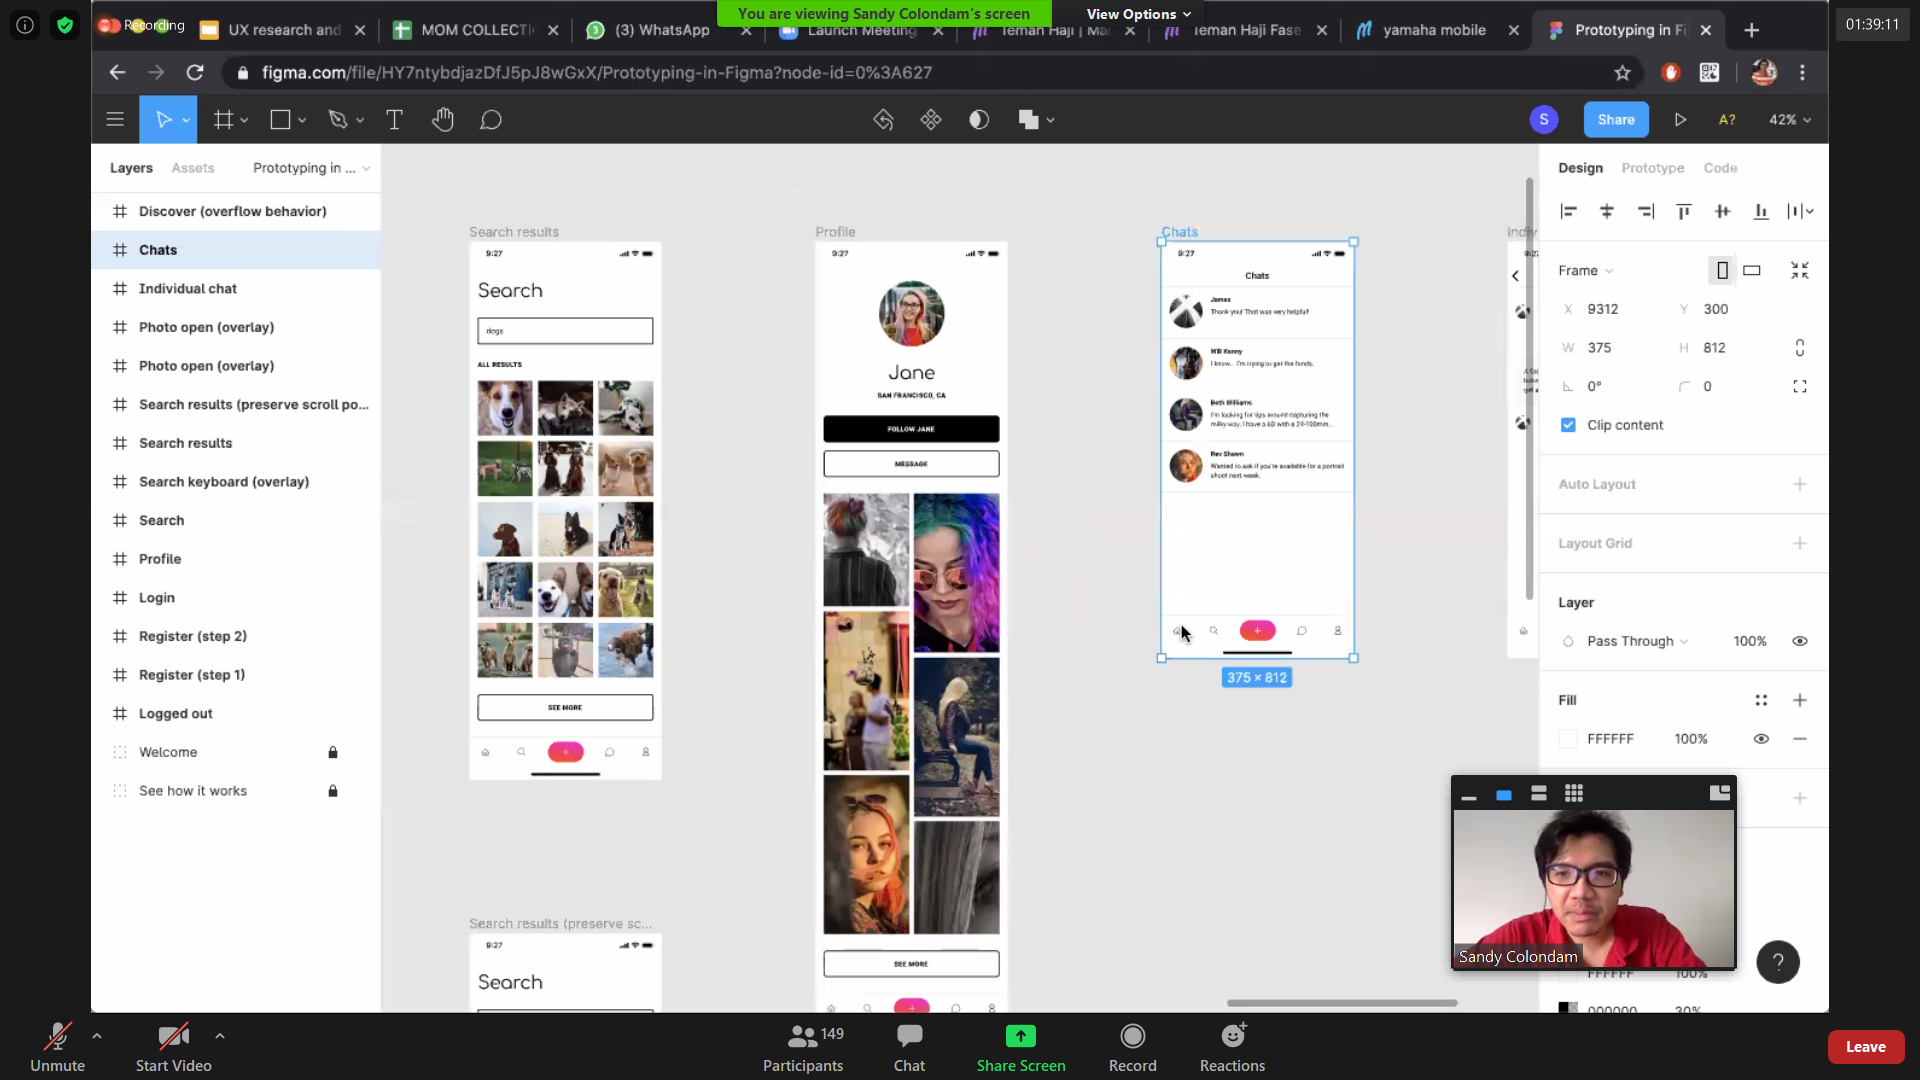 Recording
You are viewing Sandy Colondam's screen
View Options
01:39:11
UX research and
MOM COLLECTI
(3) WhatsApp
Launch Meeting
Teman Haji | Ma
Teman Haji Fase
yamaha mobile
Prototyping in Fi
figma.com/file/HY7ntybdjazDfJ5pJ8wGxX/Prototyping-in-Figma?node-id=0%3A627
S
Share
A?
42%
Layers
Assets
Prototyping in ...
Discover (overflow behavior)
Chats
Individual chat
Photo open (overlay)
Photo open (overlay)
Search results (preserve scroll po...
Search results
Search keyboard (overlay)
Search
Profile
Login
Register (step 2)
Register (step 1)
Logged out
Welcome
See how it works
Search results
9:27
Search
dogs
ALL RESULTS
SEE MORE
Search results (preserve sc...
9:27
Search
Profile
9:27
Jane
SAN FRANCISCO, CA
FOLLOW JANE
MESSAGE
SEE MORE
Chats
9:27
Chats
James
Thank you! That was very helpful!
Will Kenny
I know... I'm trying to get the funds.
Beth Williams
I'm looking for tips around capturing the
milky way. I have a 6D with a 24-100mm...
Rev Shawn
Wanted to ask if you're available for a portrait
shoot next week.
375 × 812
Indiv
Design
Prototype
Code
Frame
X 9312
Y 300
W 375
H 812
0°
0
Clip content
Auto Layout
Layout Grid
Layer
Pass Through
100%
Fill
FFFFFF
100%
FFFFFF
100%
000000
30%
Sandy Colondam
?
Unmute
Start Video
149
Participants
Chat
Share Screen
Record
Reactions
Leave